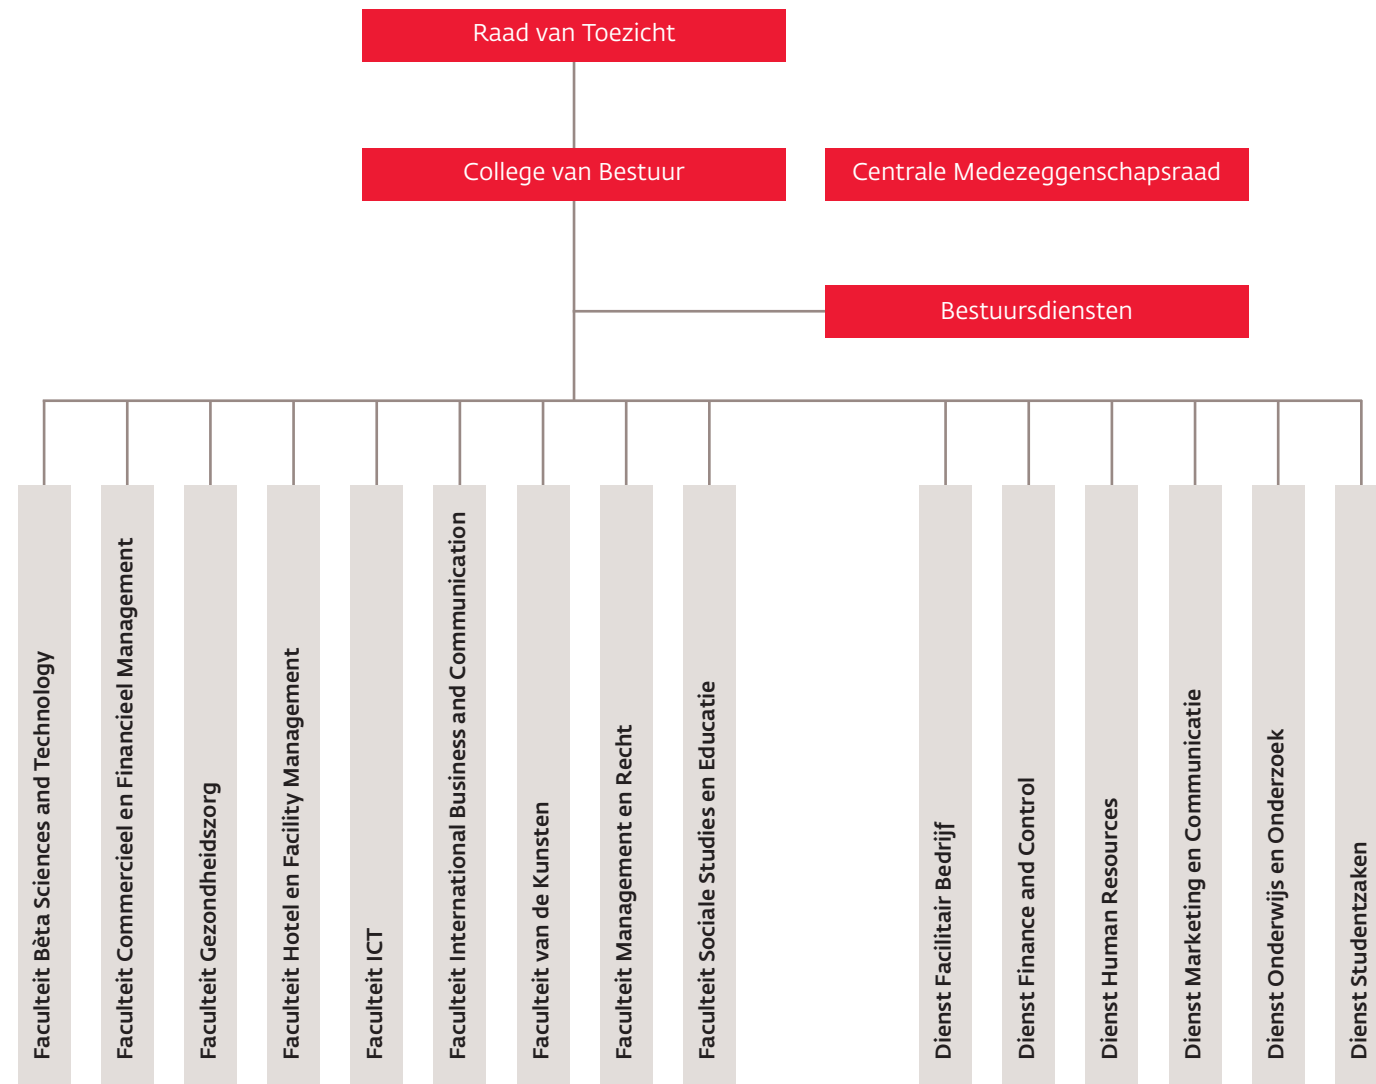 Raad van Toezicht
College van Bestuur
Centrale Medezeggenschapsraad
Bestuursdiensten
Faculteit Bèta Sciences and Technology
Faculteit Commercieel en Financieel Management
Faculteit Gezondheidszorg
Faculteit Hotel en Facility Management
Faculteit ICT
Faculteit International Business and Communication
Faculteit van de Kunsten
Faculteit Management en Recht
Faculteit Sociale Studies en Educatie
Dienst Facilitair Bedrijf
Dienst Finance and Control
Dienst Human Resources
Dienst Marketing en Communicatie
Dienst Onderwijs en Onderzoek
Dienst Studentzaken